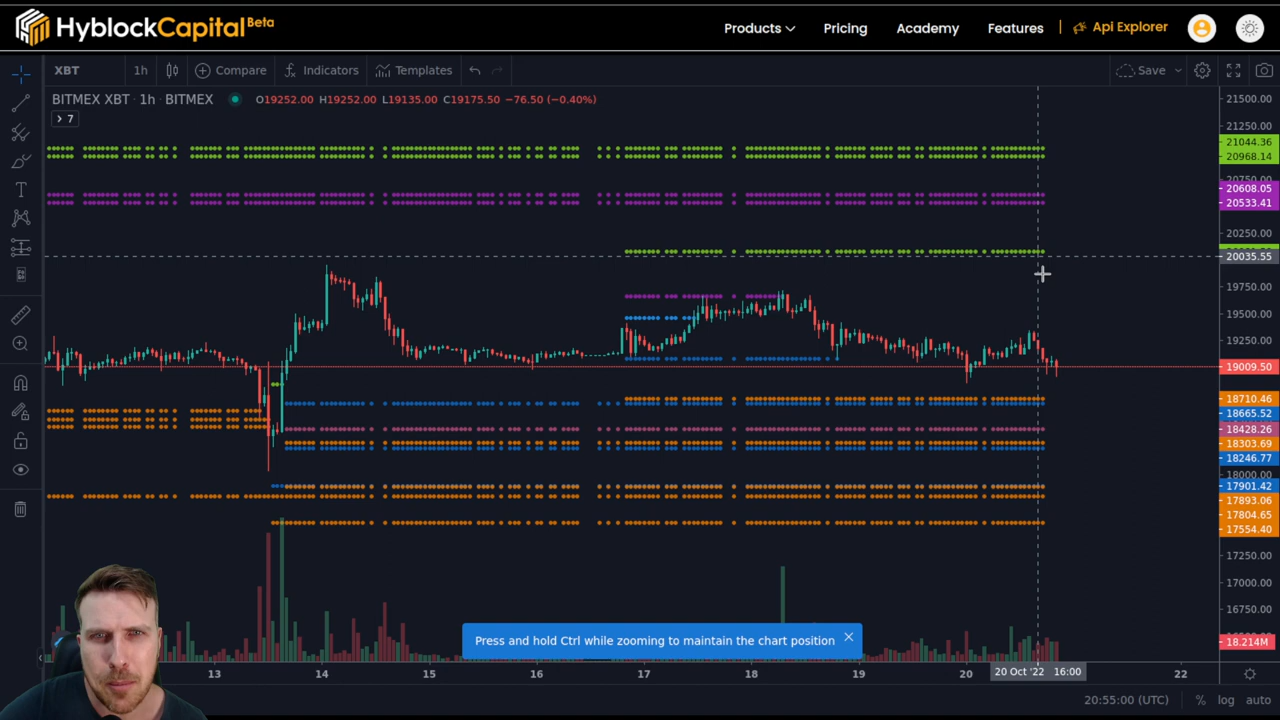 HyblockCapital Beta
Products
Pricing
Academy
Features
Api Explorer
XBT
1h
Compare
Indicators
Templates
Save
BITMEX XBT · 1h · BITMEX
O19252.00 H19252.00 L19135.00 C19175.50 −76.50 (−0.40%)
7
21500.00
21250.00
21044.36
20968.14
20750.00
20608.05
20533.41
20250.00
20035.55
19750.00
19500.00
19250.00
19009.50
18710.46
18665.52
18428.26
18303.69
18246.77
18000.00
17901.42
17893.06
17804.65
17554.40
17250.00
17000.00
16750.00
18.214M
Press and hold Ctrl while zooming to maintain the chart position
13
14
15
16
17
18
19
20
20 Oct '22 16:00
22
20:55:00 (UTC)
%
log
auto